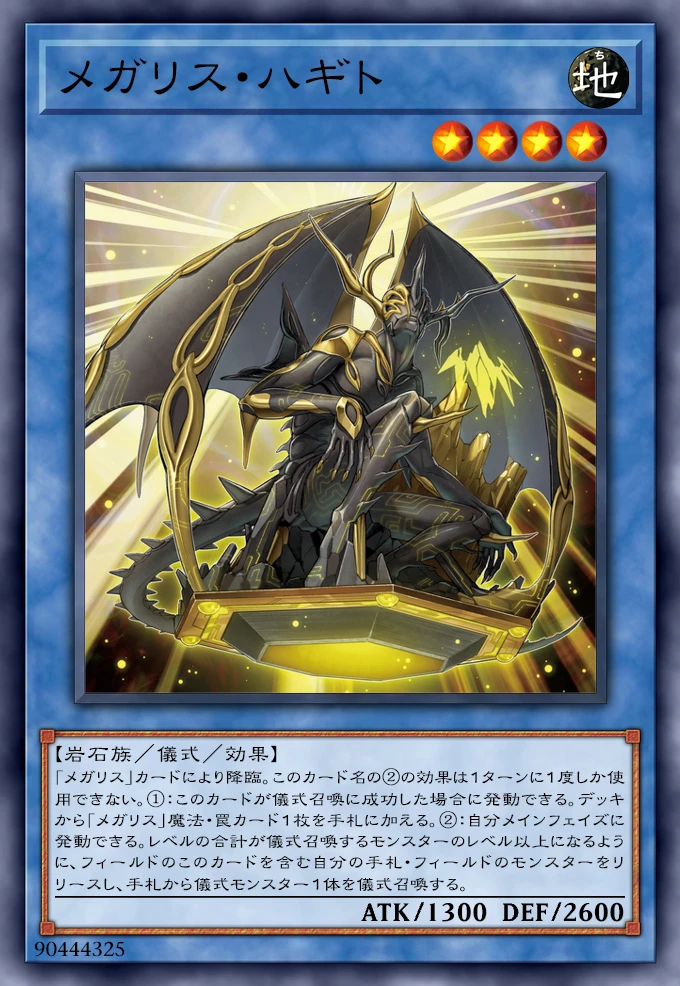 メガリス・ハギト
ち
地
【岩石族／儀式／効果】
「メガリス」カードにより降臨。このカード名の②の効果は１ターンに１度しか使
用できない。①：このカードが儀式召喚に成功した場合に発動できる。デッキ
から「メガリス」魔法・罠カード１枚を手札に加える。②：自分メインフェイズに
発動できる。レベルの合計が儀式召喚するモンスターのレベル以上になるよう
に、フィールドのこのカードを含む自分の手札・フィールドのモンスターをリ
リースし、手札から儀式モンスター１体を儀式召喚する。
ATK/1300 DEF/2600
90444325